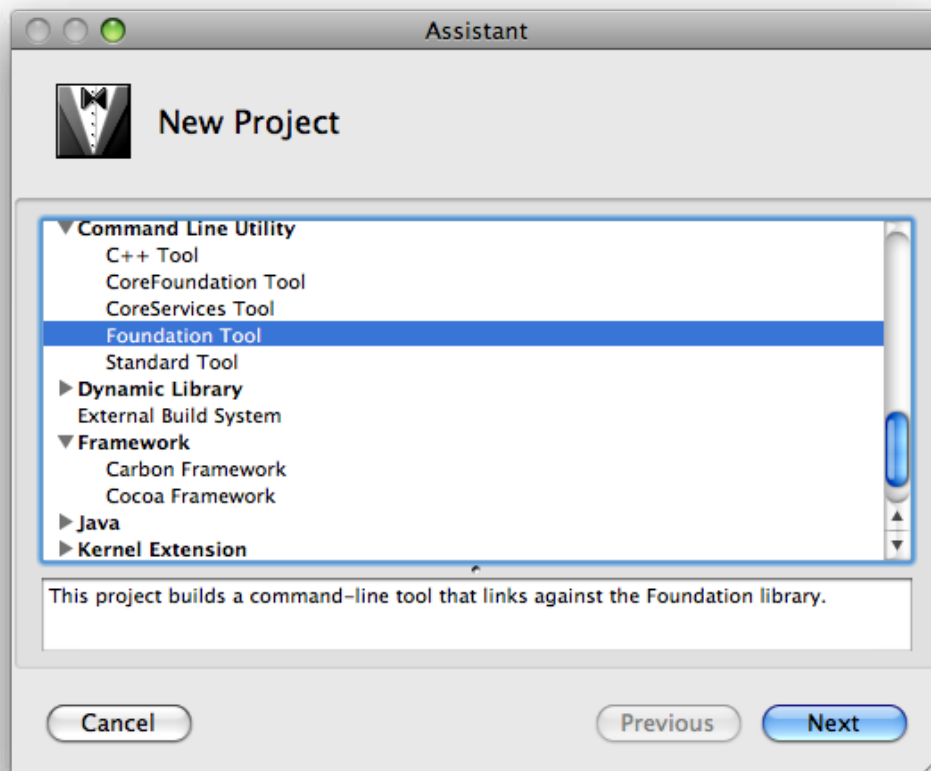 Assistant
New Project
Command Line Utility
C++ Tool
CoreFoundation Tool
CoreServices Tool
Foundation Tool
Standard Tool
Dynamic Library
External Build System
Framework
Carbon Framework
Cocoa Framework
Java
Kernel Extension
This project builds a command-line tool that links against the Foundation library.
Cancel Previous Next